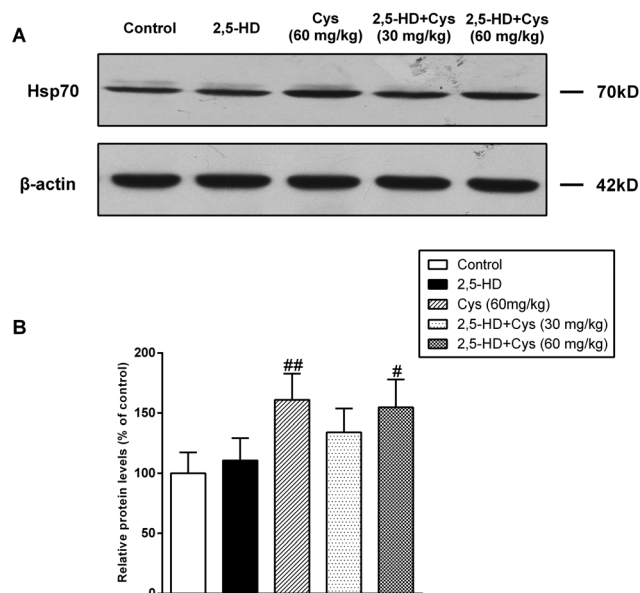 A
Control
2,5-HD
Cys
(60 mg/kg)
2,5-HD+Cys
(30 mg/kg)
2,5-HD+Cys
(60 mg/kg)
Hsp70
70kD
β-actin
42kD
Control
2,5-HD
Cys (60mg/kg)
2,5-HD+Cys (30 mg/kg)
2,5-HD+Cys (60 mg/kg)
B
Relative protein levels (% of control)
200
150
100
50
0
##
#